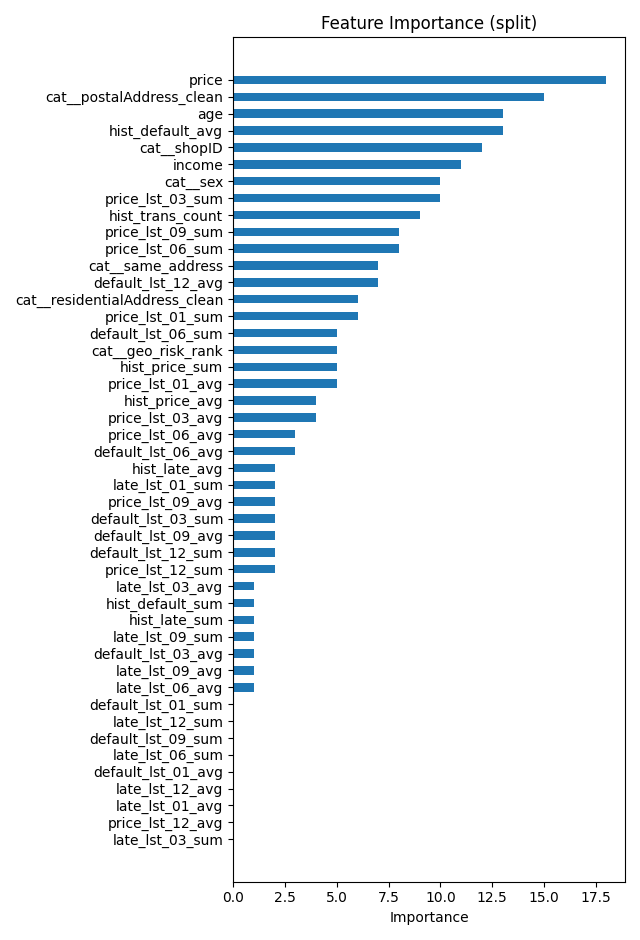 Feature Importance (split)
price
cat__postalAddress_clean
age
hist_default_avg
cat__shopID
income
cat__sex
price_lst_03_sum
hist_trans_count
price_lst_09_sum
price_lst_06_sum
cat__same_address
default_lst_12_avg
cat__residentialAddress_clean
price_lst_01_sum
default_lst_06_sum
cat__geo_risk_rank
hist_price_sum
price_lst_01_avg
hist_price_avg
price_lst_03_avg
price_lst_06_avg
default_lst_06_avg
hist_late_avg
late_lst_01_sum
price_lst_09_avg
default_lst_03_sum
default_lst_09_avg
default_lst_12_sum
price_lst_12_sum
late_lst_03_avg
hist_default_sum
hist_late_sum
late_lst_09_sum
default_lst_03_avg
late_lst_09_avg
late_lst_06_avg
default_lst_01_sum
late_lst_12_sum
default_lst_09_sum
late_lst_06_sum
default_lst_01_avg
late_lst_12_avg
late_lst_01_avg
price_lst_12_avg
late_lst_03_sum
0.0 2.5 5.0 7.5 10.0 12.5 15.0 17.5
Importance